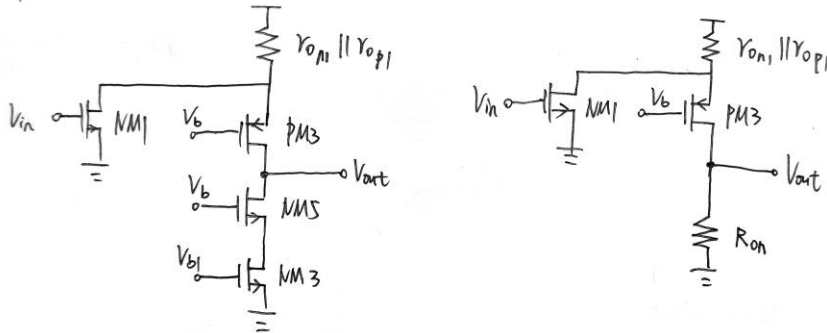 r_on1 || r_op1
Vin
NM1
Vb
PM3
Vout
Vb
NM5
Vb1
NM3
r_on1 || r_op1
Vin
NM1
Vb
PM3
Vout
Ron